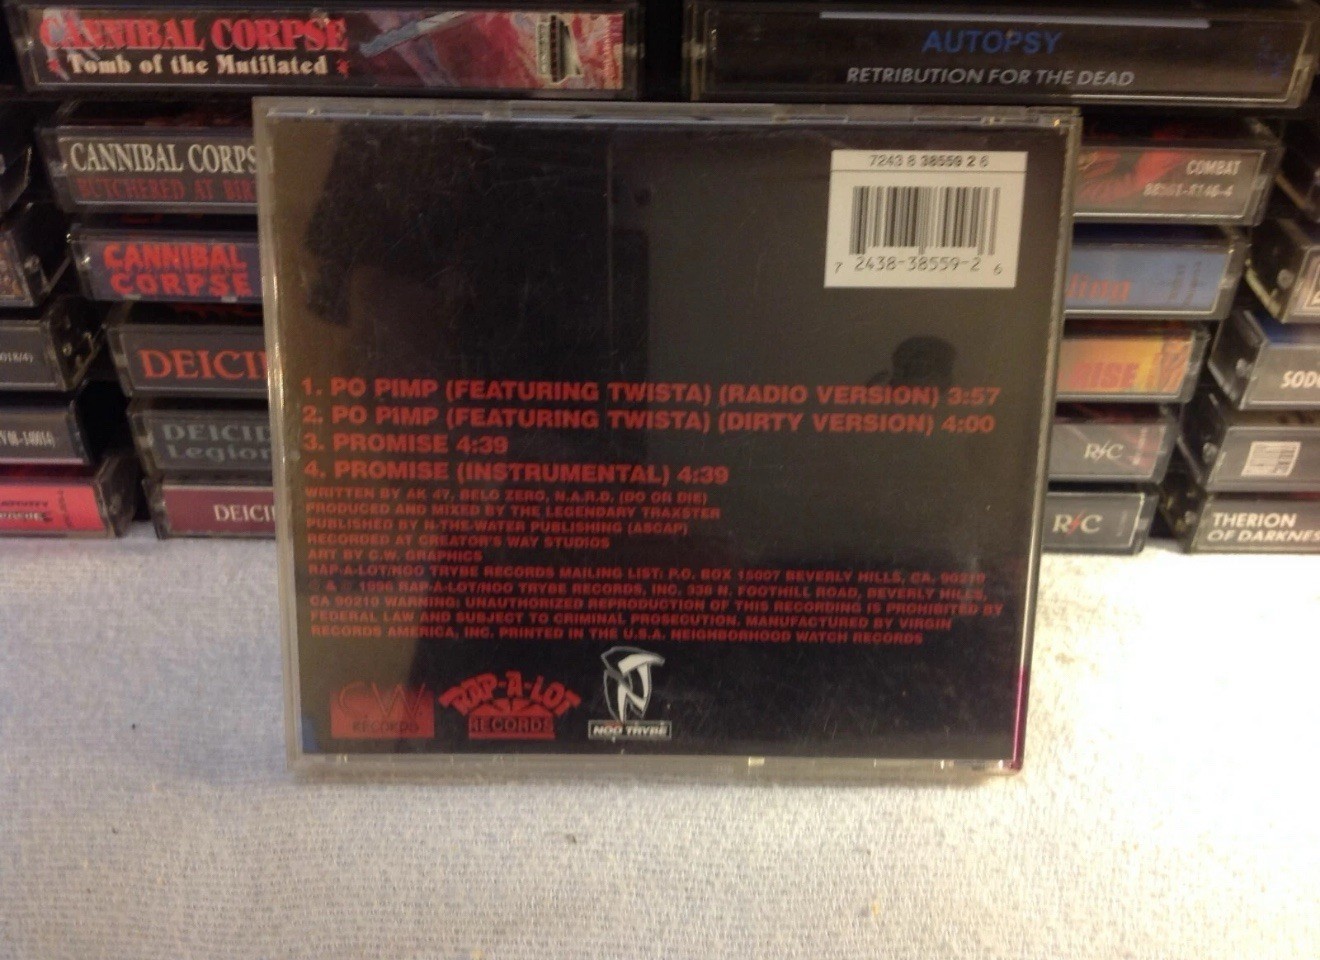 CANNIBAL CORPSE
Tomb of the Mutilated
AUTOPSY
RETRIBUTION FOR THE DEAD
CANNIBAL CORPS
BUTCHERED AT BIR
COMBAT
CANNIBAL
CORPSE
DEICI
DEICID
Legion
DEICI
RISE
SOD
R/C
R/C
THERION
OF DARKNES
7243 8 38559 2 6
7 2438-38559-2 6
1. PO PIMP (FEATURING TWISTA) (RADIO VERSION) 3:57
2. PO PIMP (FEATURING TWISTA) (DIRTY VERSION) 4:00
3. PROMISE 4:39
4. PROMISE (INSTRUMENTAL) 4:39
WRITTEN BY AK 47, BELO ZERO, N.A.R.D. (DO OR DIE)
PRODUCED AND MIXED BY THE LEGENDARY TRAXSTER
PUBLISHED BY N-THE-WATER PUBLISHING (ASCAP)
RECORDED AT CREATOR'S WAY STUDIOS
ART BY C.W. GRAPHICS
RAP-A-LOT/NOO TRYBE RECORDS MAILING LIST: P.O. BOX 15007 BEVERLY HILLS, CA. 90210
& 1996 RAP-A-LOT/NOO TRYBE RECORDS, INC. 338 N. FOOTHILL ROAD, BEVERLY HILLS,
CA 90210 WARNING: UNAUTHORIZED REPRODUCTION OF THIS RECORDING IS PROHIBITED BY
FEDERAL LAW AND SUBJECT TO CRIMINAL PROSECUTION. MANUFACTURED BY VIRGIN
RECORDS AMERICA, INC. PRINTED IN THE U.S.A. NEIGHBORHOOD WATCH RECORDS
CW
RECORDS
RAP-A-LOT
RECORDS
NOO TRYBE